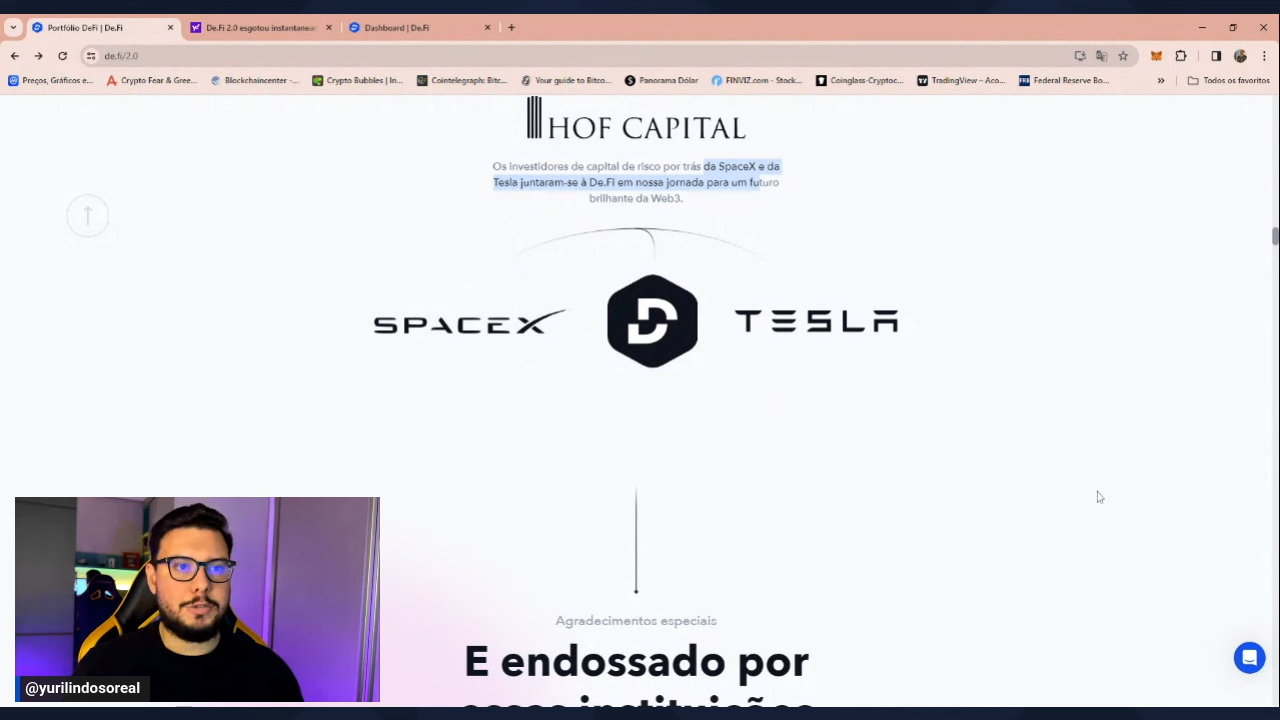 Portfólio DeFi | De.Fi
De.Fi 2.0 esgotou instantanear
Dashboard | De.Fi
de.fi/2.0
Preços, Gráficos e...
Crypto Fear & Gree...
Blockchaincenter -...
Crypto Bubbles | In...
Cointelegraph: Bitc...
Your guide to Bitco...
Panorama Dólar
FINVIZ.com - Stock...
Coinglass-Cryptoc...
TradingView – Aco...
Federal Reserve Bo...
Todos os favoritos
HOF CAPITAL
Os investidores de capital de risco por trás da SpaceX e da
Tesla juntaram-se à De.Fi em nossa jornada para um futuro
brilhante da Web3.
SPACEX
TESLA
Agradecimentos especiais
E endossado por
@yurilindosoreal